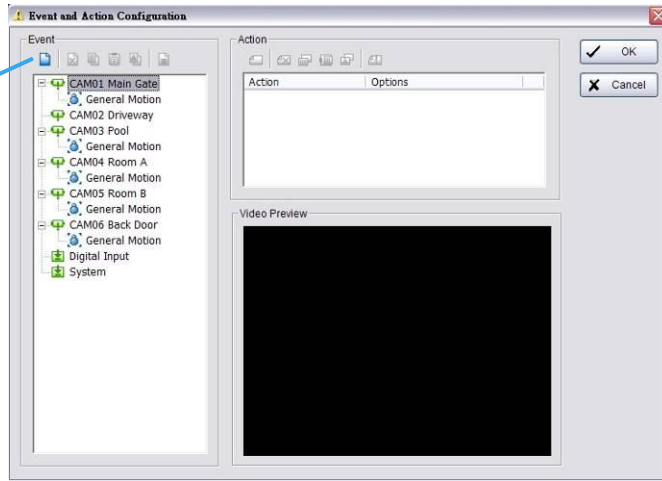 Event and Action Configuration
Event
Action
OK
Cancel
Action Options
CAM01 Main Gate
General Motion
CAM02 Driveway
CAM03 Pool
General Motion
CAM04 Room A
General Motion
CAM05 Room B
General Motion
CAM06 Back Door
General Motion
Digital Input
System
Video Preview